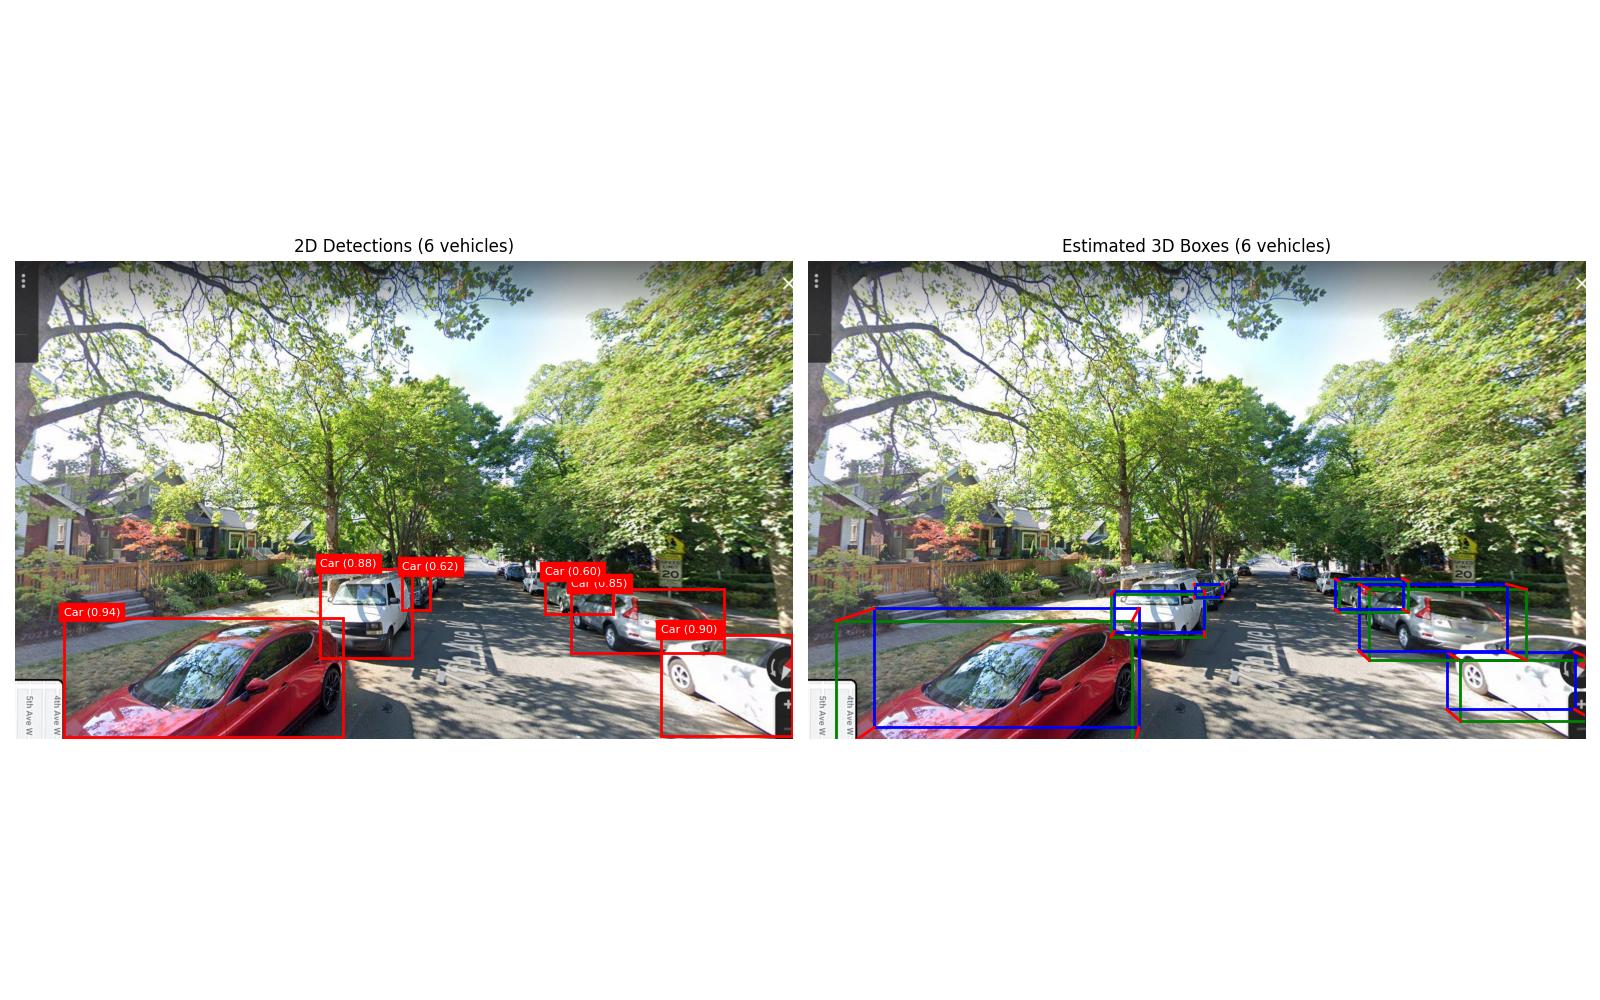 2D Detections (6 vehicles)
Car (0.88)
Car (0.62)
Car (0.60)
Car (0.85)
Car (0.94)
Car (0.90)
20
5th Ave W
4th Ave W
Estimated 3D Boxes (6 vehicles)
20
5th Ave W
4th Ave W